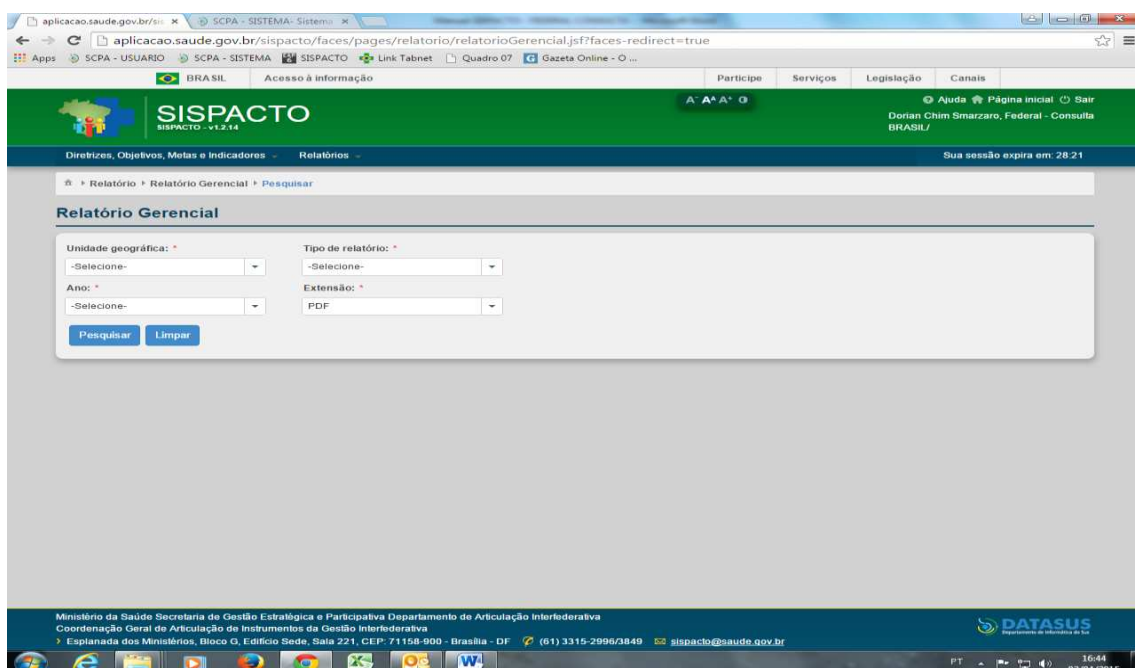 aplicacao.saude.gov.br/sis
SCPA - SISTEMA- Sistema
aplicacao.saude.gov.br/sispacto/faces/pages/relatorio/relatorioGerencial.jsf?faces-redirect=true
Apps SCPA - USUARIO SCPA - SISTEMA SISPACTO Link Tabnet Quadro 07 Gazeta Online - O ...
BRASIL Acesso à informação Participe Serviços Legislação Canais
SISPACTO
SISPACTO - v1.2.14
A- A A+
Ajuda Página inicial Sair
Dorian Chim Smarzaro, Federal - Consulta
BRASIL/
Diretrizes, Objetivos, Metas e Indicadores Relatórios Sua sessão expira em: 28:21
Relatório Relatório Gerencial Pesquisar
Relatório Gerencial
Unidade geográfica: * Tipo de relatório: *
-Selecione- -Selecione-
Ano: * Extensão: *
-Selecione- PDF
Pesquisar Limpar
Ministério da Saúde Secretaria de Gestão Estratégica e Participativa Departamento de Articulação Interfederativa
Coordenação Geral de Articulação de Instrumentos da Gestão Interfederativa
Esplanada dos Ministérios, Bloco G, Edifício Sede, Sala 221, CEP: 71158-900 - Brasília - DF (61) 3315-2996/3849 sispacto@saude.gov.br
DATASUS
Departamento de Informática do Sus
PT 16:44